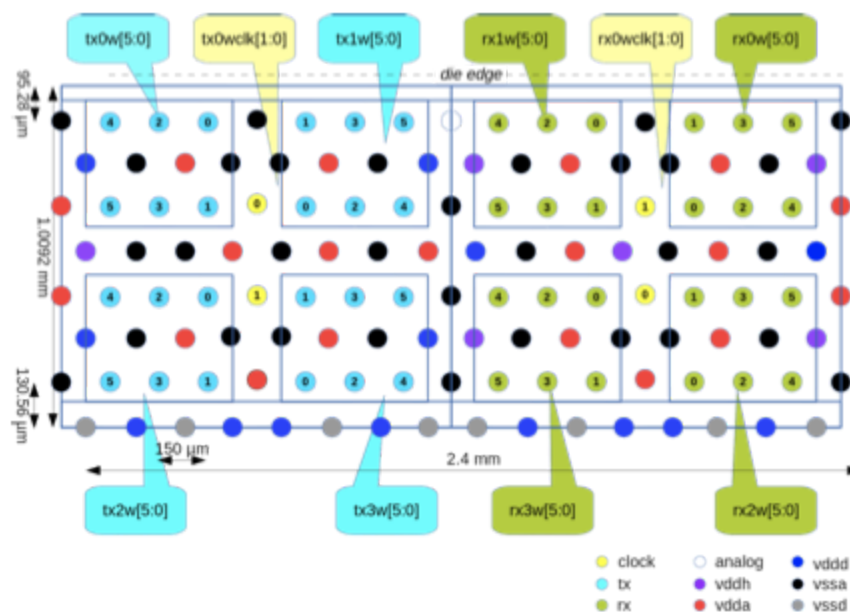 tx0w[5:0] tx0wclk[1:0] tx1w[5:0] rx1w[5:0] rx0wclk[1:0] rx0w[5:0]
die edge
95.28 µm
4 2 0 1 3 5 4 2 0 1 3 5
5 3 1 0 0 2 4 5 3 1 1 0 2 4
1.0092 mm
4 2 0 1 1 3 5 4 2 0 0 1 3 5
5 3 1 0 2 4 5 3 1 0 2 4
130.56 µm
150 µm
2.4 mm
tx2w[5:0] tx3w[5:0] rx3w[5:0] rx2w[5:0]
clock analog vddd
tx vddh vssa
rx vdda vssd